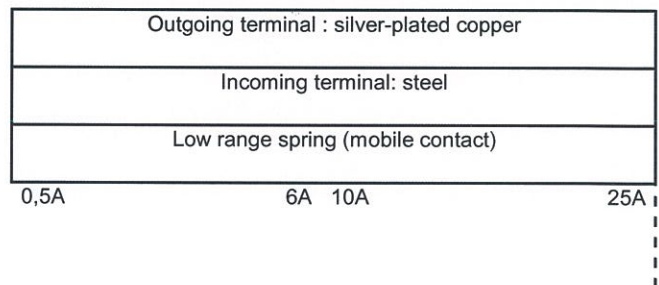 Outgoing terminal : silver-plated copper
Incoming terminal: steel
Low range spring (mobile contact)
0,5A 6A 10A 25A